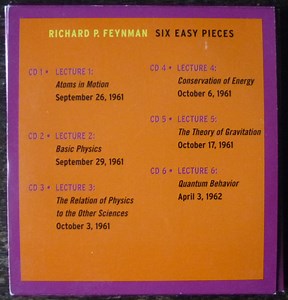 RICHARD P. FEYNMAN SIX EASY PIECES
CD 1 • LECTURE 1:
Atoms in Motion
September 26, 1961
CD 2 • LECTURE 2:
Basic Physics
September 29, 1961
CD 3 • LECTURE 3:
The Relation of Physics
to the Other Sciences
October 3, 1961
CD 4 • LECTURE 4:
Conservation of Energy
October 6, 1961
CD 5 • LECTURE 5:
The Theory of Gravitation
October 17, 1961
CD 6 • LECTURE 6:
Quantum Behavior
April 3, 1962